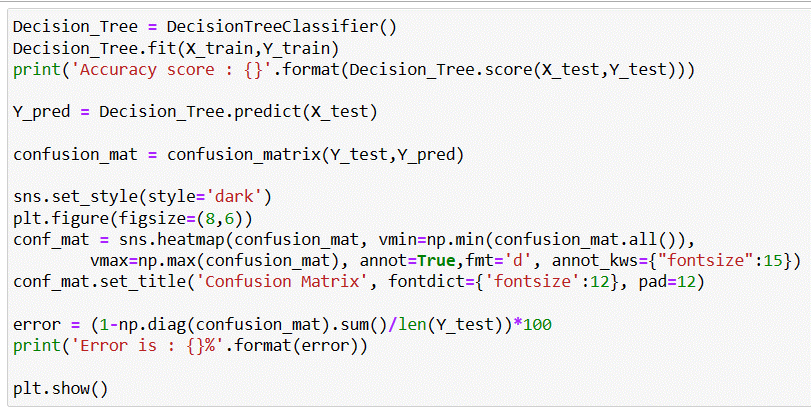 Decision_Tree = DecisionTreeClassifier()
Decision_Tree.fit(X_train,Y_train)
print('Accuracy score : {}'.format(Decision_Tree.score(X_test,Y_test)))

Y_pred = Decision_Tree.predict(X_test)

confusion_mat = confusion_matrix(Y_test,Y_pred)

sns.set_style(style='dark')
plt.figure(figsize=(8,6))
conf_mat = sns.heatmap(confusion_mat, vmin=np.min(confusion_mat.all()),
        vmax=np.max(confusion_mat), annot=True,fmt='d', annot_kws={"fontsize":15})
conf_mat.set_title('Confusion Matrix', fontdict={'fontsize':12}, pad=12)

error = (1-np.diag(confusion_mat).sum()/len(Y_test))*100
print('Error is : {}%'.format(error))

plt.show()